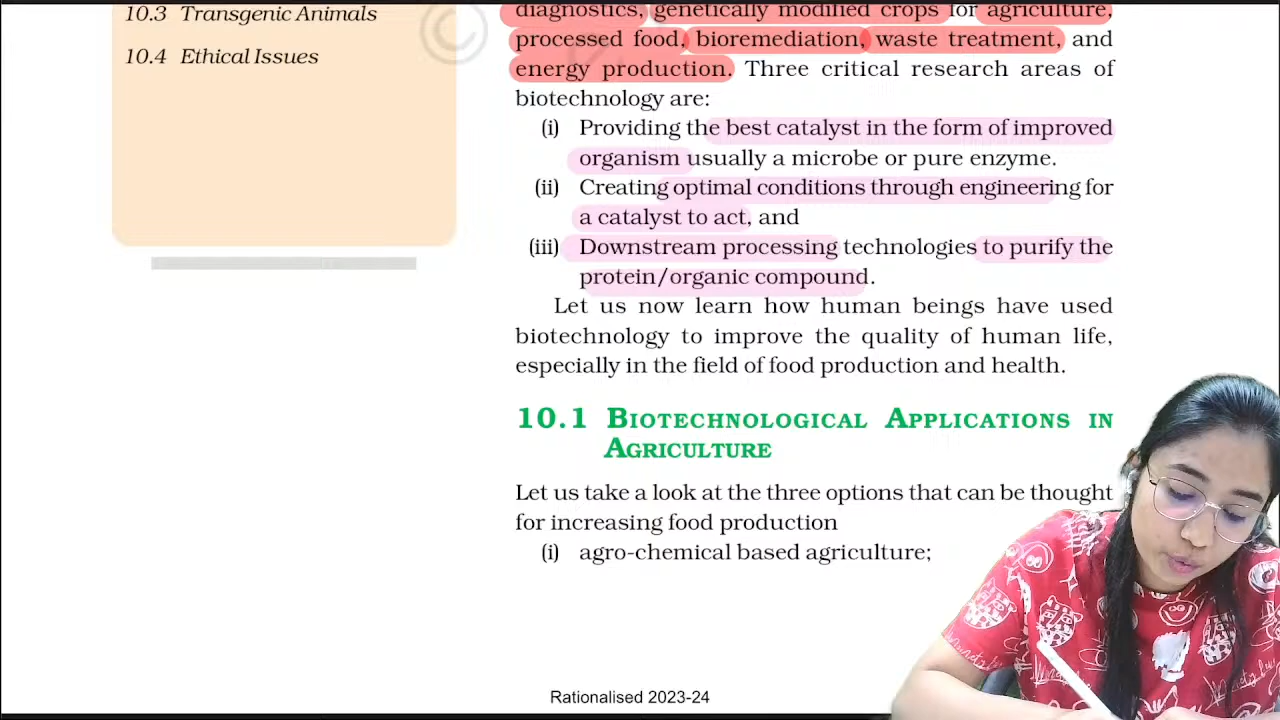 10.3 Transgenic Animals
10.4 Ethical Issues
diagnostics, genetically modified crops for agriculture,
processed food, bioremediation, waste treatment, and
energy production. Three critical research areas of
biotechnology are:
(i) Providing the best catalyst in the form of improved
organism usually a microbe or pure enzyme.
(ii) Creating optimal conditions through engineering for
a catalyst to act, and
(iii) Downstream processing technologies to purify the
protein/organic compound.
Let us now learn how human beings have used
biotechnology to improve the quality of human life,
especially in the field of food production and health.
10.1 BIOTECHNOLOGICAL APPLICATIONS IN
AGRICULTURE
Let us take a look at the three options that can be thought
for increasing food production
(i) agro-chemical based agriculture;
Rationalised 2023-24